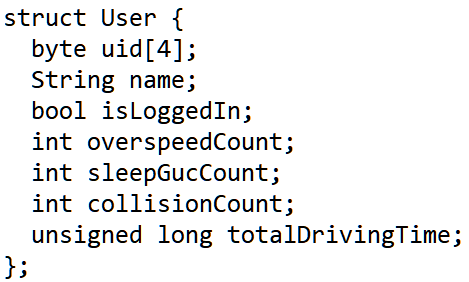 struct User {
  byte uid[4];
  String name;
  bool isLoggedIn;
  int overspeedCount;
  int sleepGucCount;
  int collisionCount;
  unsigned long totalDrivingTime;
};